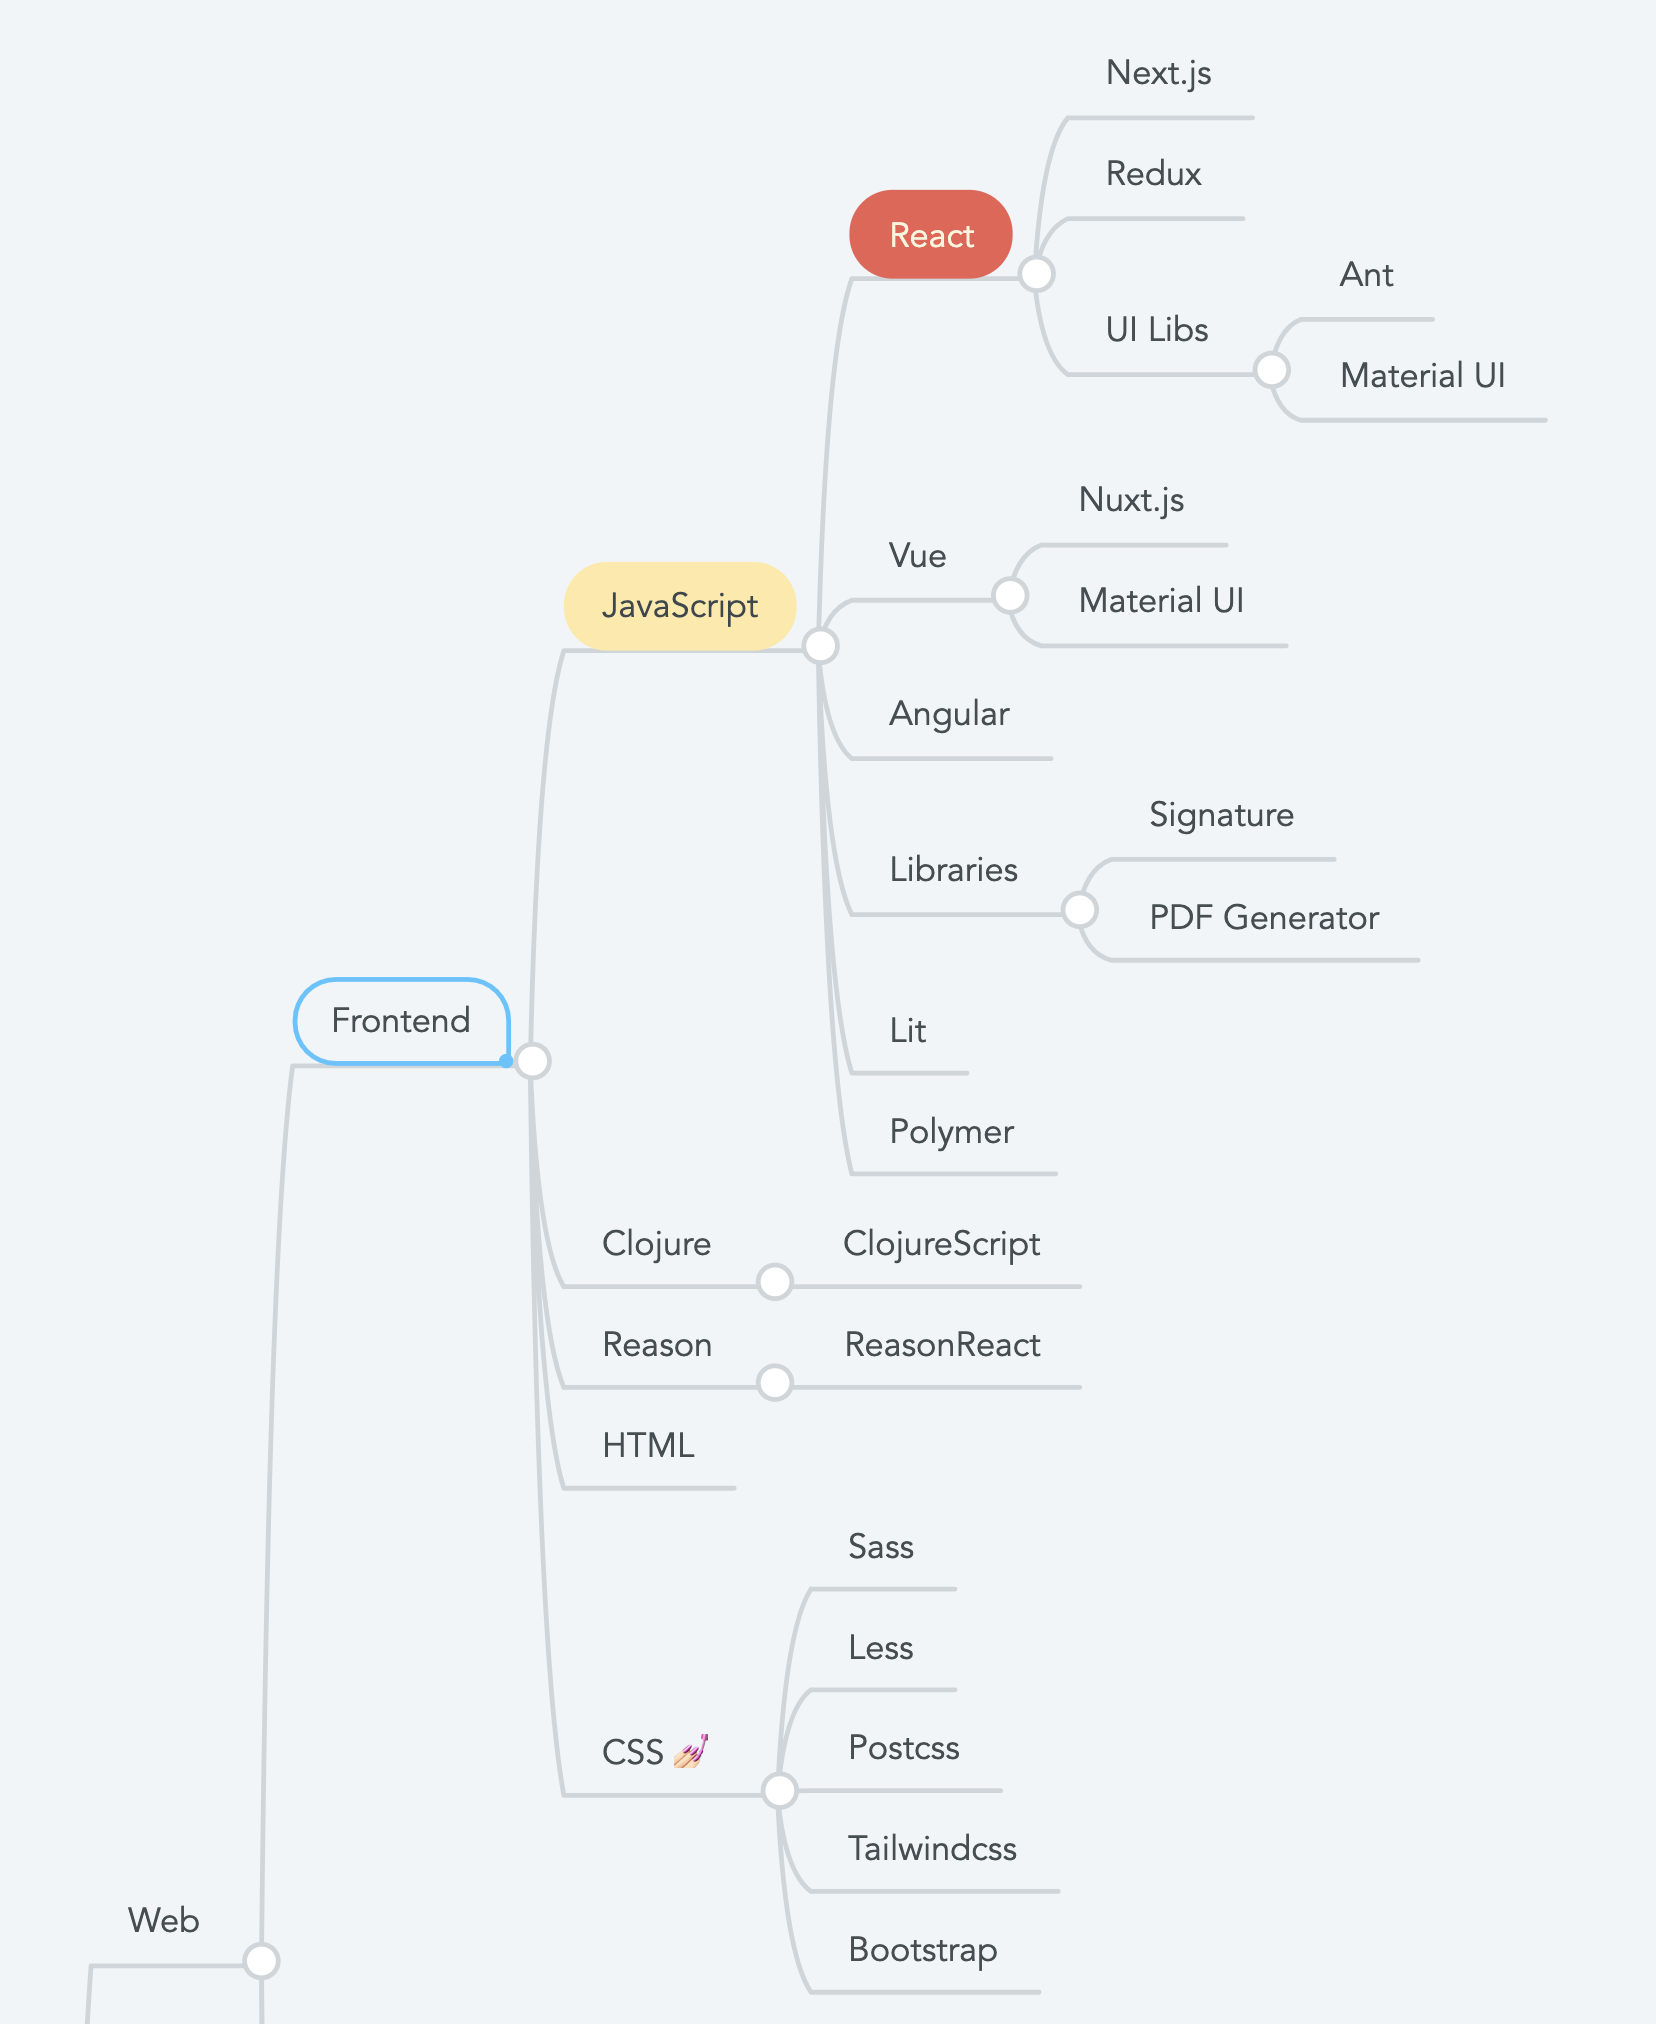 Next.js
Redux
React
Ant
UI Libs
Material UI
Nuxt.js
Vue
Material UI
JavaScript
Angular
Signature
Libraries
PDF Generator
Frontend
Lit
Polymer
Clojure ClojureScript
Reason ReasonReact
HTML
Sass
Less
Postcss
CSS 💅🏻
Tailwindcss
Web
Bootstrap